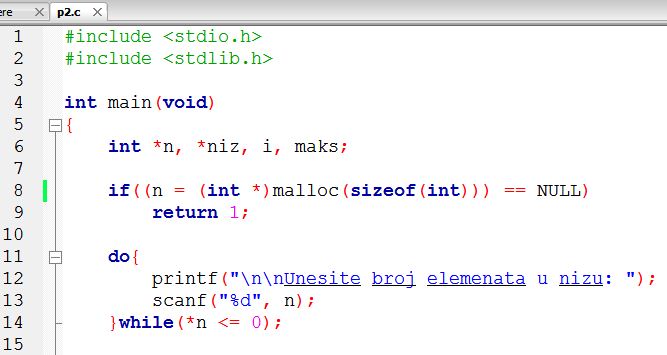 ere × p2.c ×
1 #include <stdio.h>
2 #include <stdlib.h>
3
4 int main(void)
5 {
6     int *n, *niz, i, maks;
7
8     if((n = (int *)malloc(sizeof(int))) == NULL)
9         return 1;
10
11     do{
12         printf("\n\nUnesite broj elemenata u nizu: ");
13         scanf("%d", n);
14     }while(*n <= 0);
15